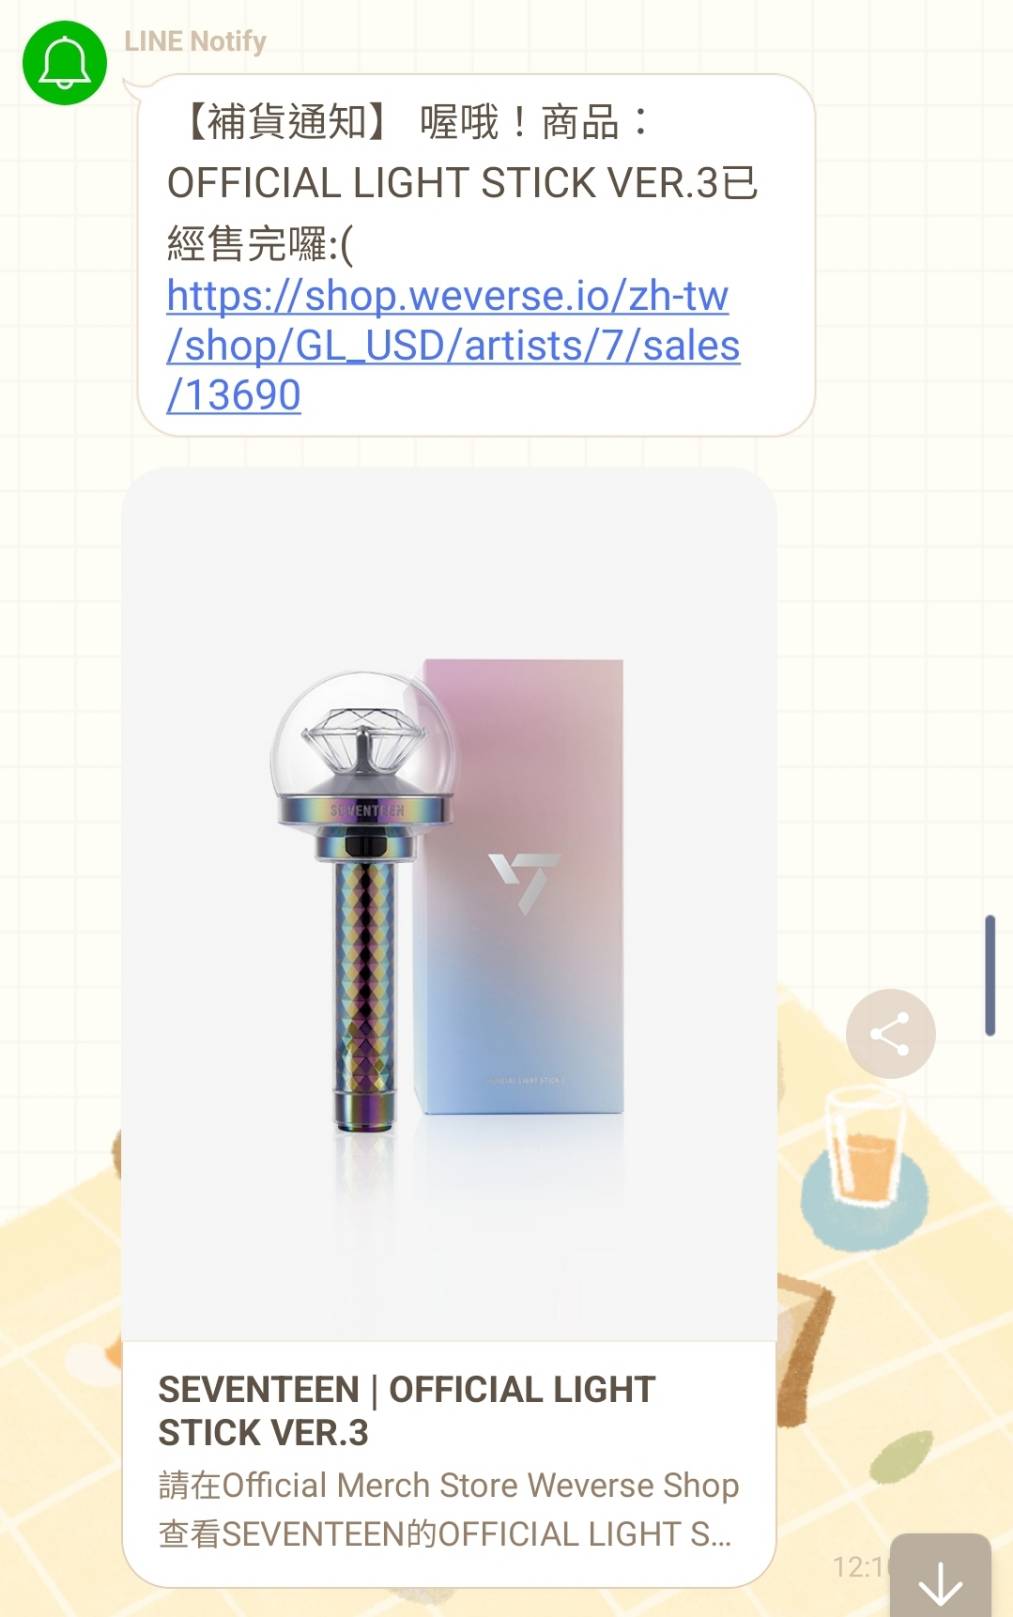 LINE Notify
【補貨通知】 喔哦！商品：
OFFICIAL LIGHT STICK VER.3已
經售完囉:(
https://shop.weverse.io/zh-tw
/shop/GL_USD/artists/7/sales
/13690
SEVENTEEN
SEVENTEEN | OFFICIAL LIGHT
STICK VER.3
請在Official Merch Store Weverse Shop
查看SEVENTEEN的OFFICIAL LIGHT S...